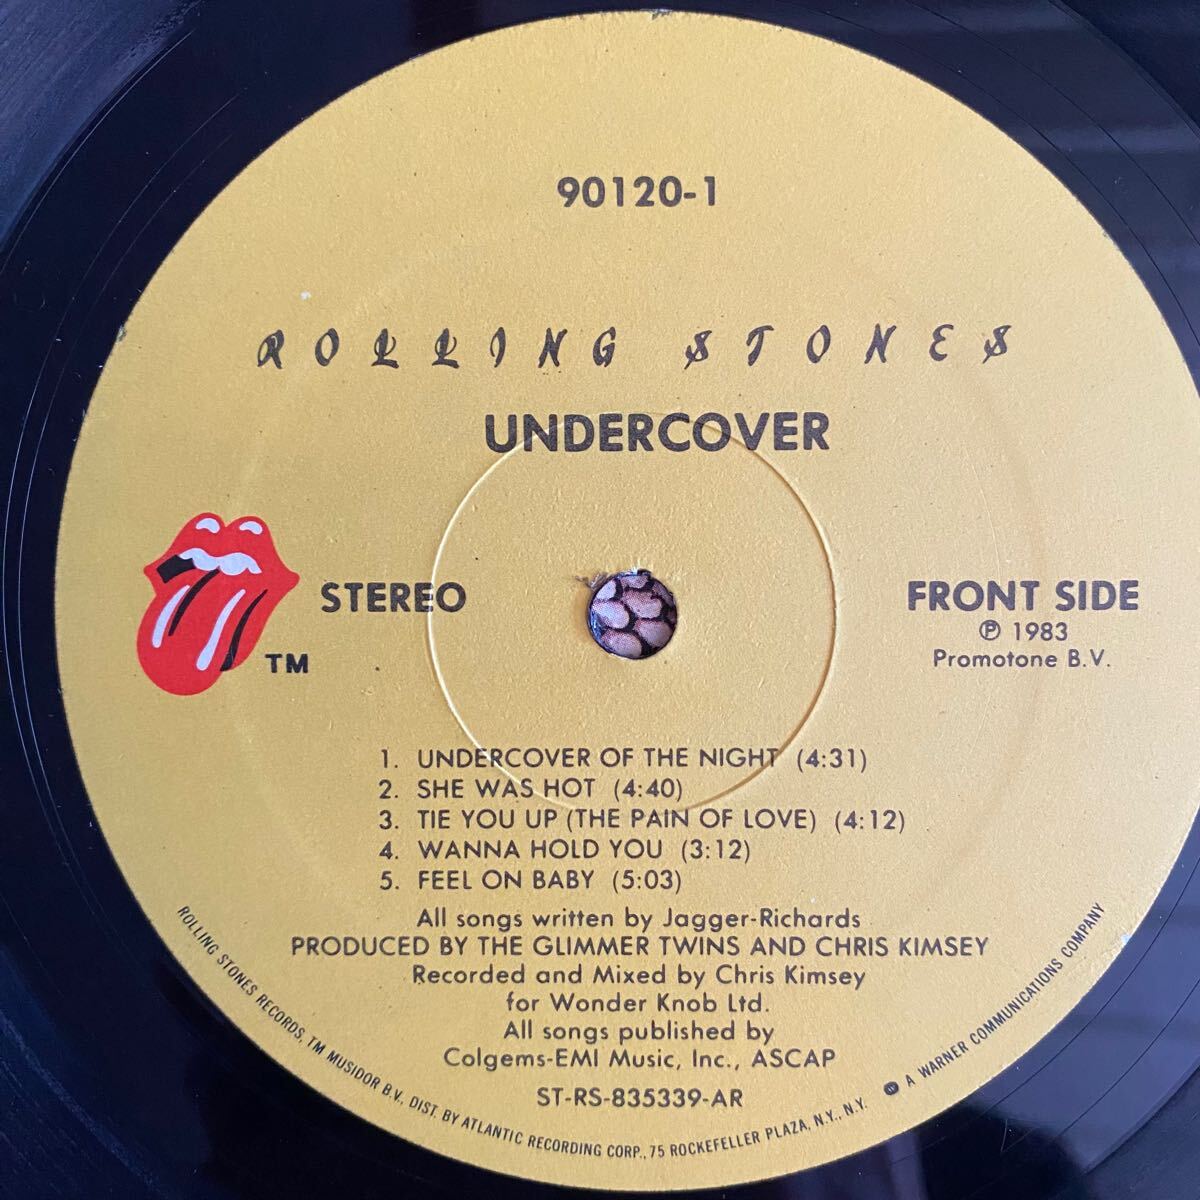 90120-1
ROLLING STONES
UNDERCOVER
STEREO
TM
FRONT SIDE
℗ 1983
Promotone B.V.
1. UNDERCOVER OF THE NIGHT (4:31)
2. SHE WAS HOT (4:40)
3. TIE YOU UP (THE PAIN OF LOVE) (4:12)
4. WANNA HOLD YOU (3:12)
5. FEEL ON BABY (5:03)
All songs written by Jagger-Richards
PRODUCED BY THE GLIMMER TWINS AND CHRIS KIMSEY
Recorded and Mixed by Chris Kimsey
for Wonder Knob Ltd.
All songs published by
Colgems-EMI Music, Inc., ASCAP
ST-RS-835339-AR
ROLLING STONES RECORDS, TM MUSIDOR B.V., DIST. BY ATLANTIC RECORDING CORP., 75 ROCKEFELLER PLAZA, N.Y., N.Y. A WARNER COMMUNICATIONS COMPANY